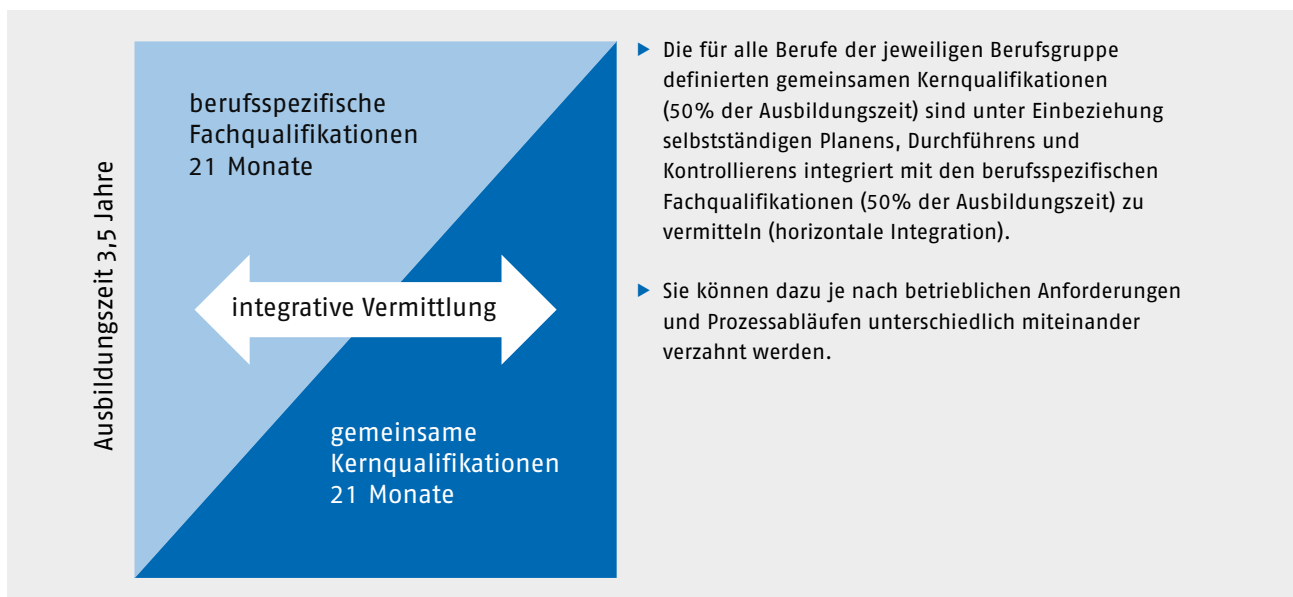 Ausbildungszeit 3,5 Jahre
berufsspezifische
Fachqualifikationen
21 Monate
integrative Vermittlung
gemeinsame
Kernqualifikationen
21 Monate
▶ Die für alle Berufe der jeweiligen Berufsgruppe
definierten gemeinsamen Kernqualifikationen
(50% der Ausbildungszeit) sind unter Einbeziehung
selbstständigen Planens, Durchführens und
Kontrollierens integriert mit den berufsspezifischen
Fachqualifikationen (50% der Ausbildungszeit) zu
vermitteln (horizontale Integration).
▶ Sie können dazu je nach betrieblichen Anforderungen
und Prozessabläufen unterschiedlich miteinander
verzahnt werden.